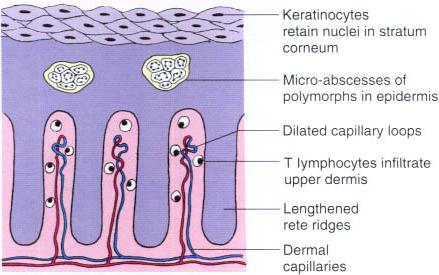 Keratinocytes
retain nuclei in stratum
corneum
Micro-abscesses of
polymorphs in epidermis
Dilated capillary loops
T lymphocytes infiltrate
upper dermis
Lengthened
rete ridges
Dermal
capillaries